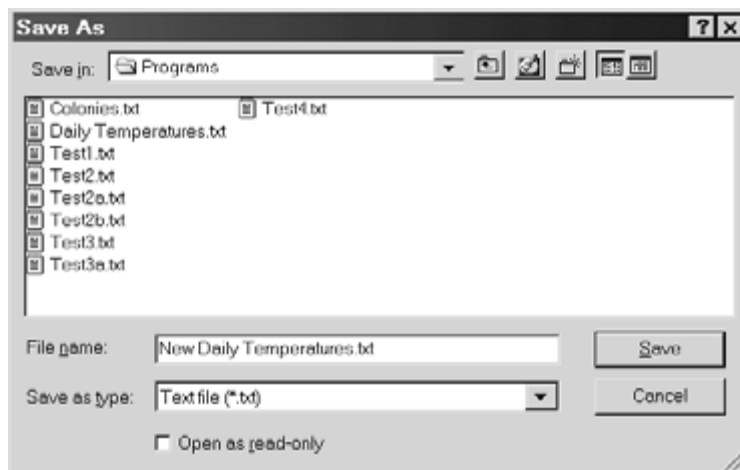 Save As
Save in: Programs
Colonies.txt
Daily Temperatures.txt
Test1.txt
Test2.txt
Test2a.txt
Test2b.txt
Test3.txt
Test3a.txt
Test4.txt
File name: New Daily Temperatures.txt
Save
Save as type: Text file (*.txt)
Cancel
Open as read-only